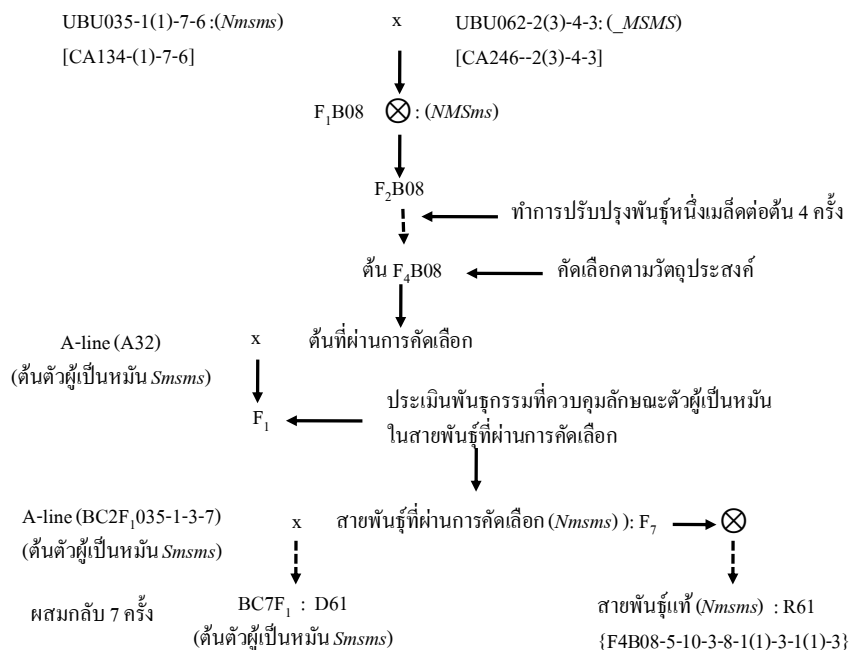 UBU035-1(1)-7-6 :(Nmsms) x UBU062-2(3)-4-3: (_MSMS)
[CA134-(1)-7-6] [CA246--2(3)-4-3]
F₁B08 ⊗ : (NMSms)
F₂B08
ทำการปรับปรุงพันธุ์หนึ่งเมล็ดต่อต้น 4 ครั้ง
ต้น F₄B08 คัดเลือกตามวัตถุประสงค์
A-line (A32) x ต้นที่ผ่านการคัดเลือก
(ต้นตัวผู้เป็นหมัน Smsms)
F₁ ประเมินพันธุกรรมที่ควบคุมลักษณะตัวผู้เป็นหมัน
ในสายพันธุ์ที่ผ่านการคัดเลือก
A-line (BC2F₁035-1-3-7) x สายพันธุ์ที่ผ่านการคัดเลือก (Nmsms) ): F₇ ⊗
(ต้นตัวผู้เป็นหมัน Smsms)
ผสมกลับ 7 ครั้ง BC7F₁ : D61 สายพันธุ์แท้ (Nmsms) : R61
(ต้นตัวผู้เป็นหมัน Smsms) {F4B08-5-10-3-8-1(1)-3-1(1)-3}